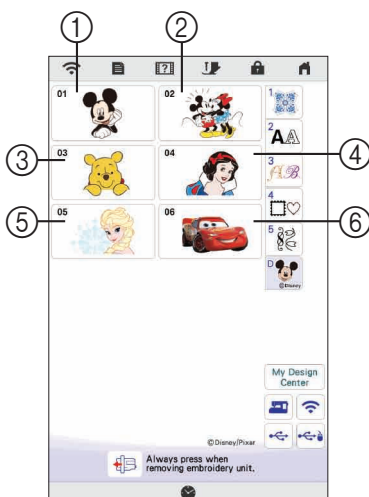 ① ②
01 02 1
2 AA
③ 03 04 ④
3 AB
4
⑤ 05 06 ⑥
5
D
©Disney
My Design
Center
©Disney/Pixar
Always press when
removing embroidery unit.